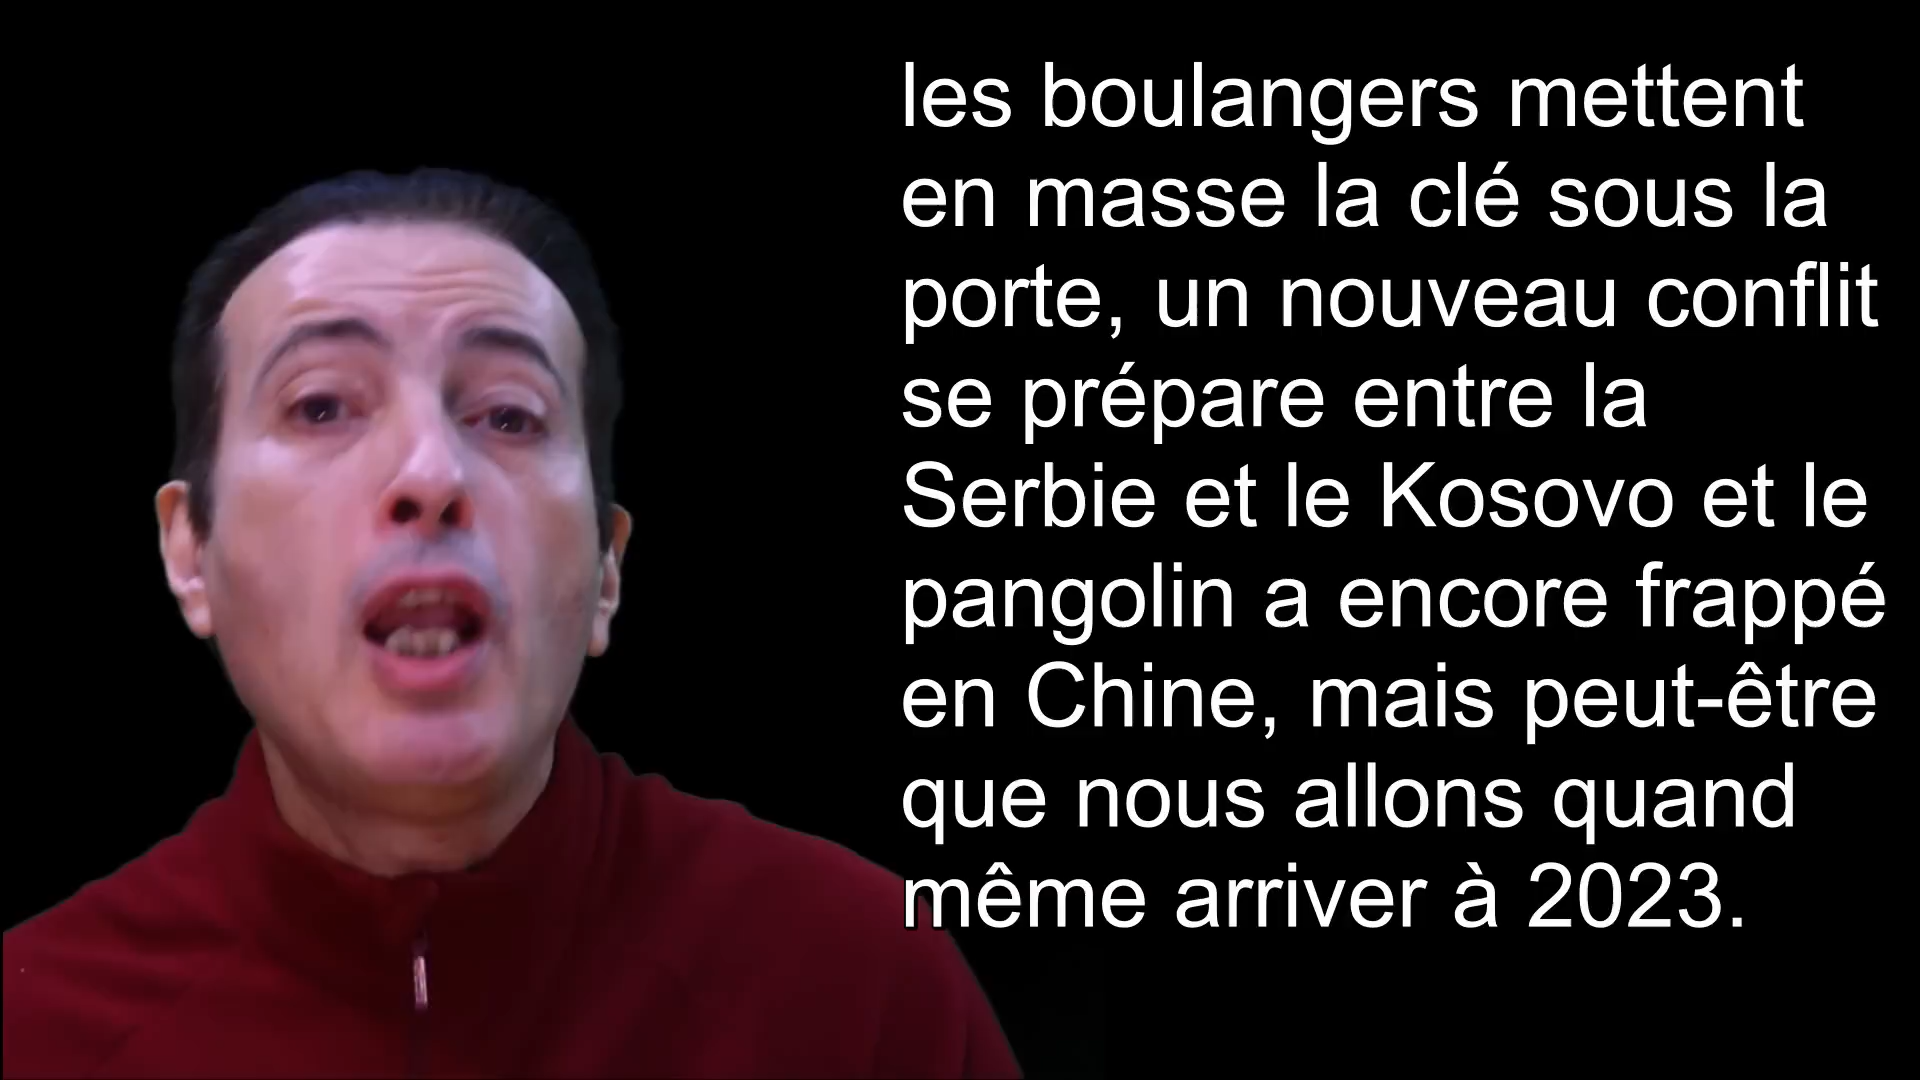 les boulangers mettent
en masse la clé sous la
porte, un nouveau conflit
se prépare entre la
Serbie et le Kosovo et le
pangolin a encore frappé
en Chine, mais peut-être
que nous allons quand
même arriver à 2023.